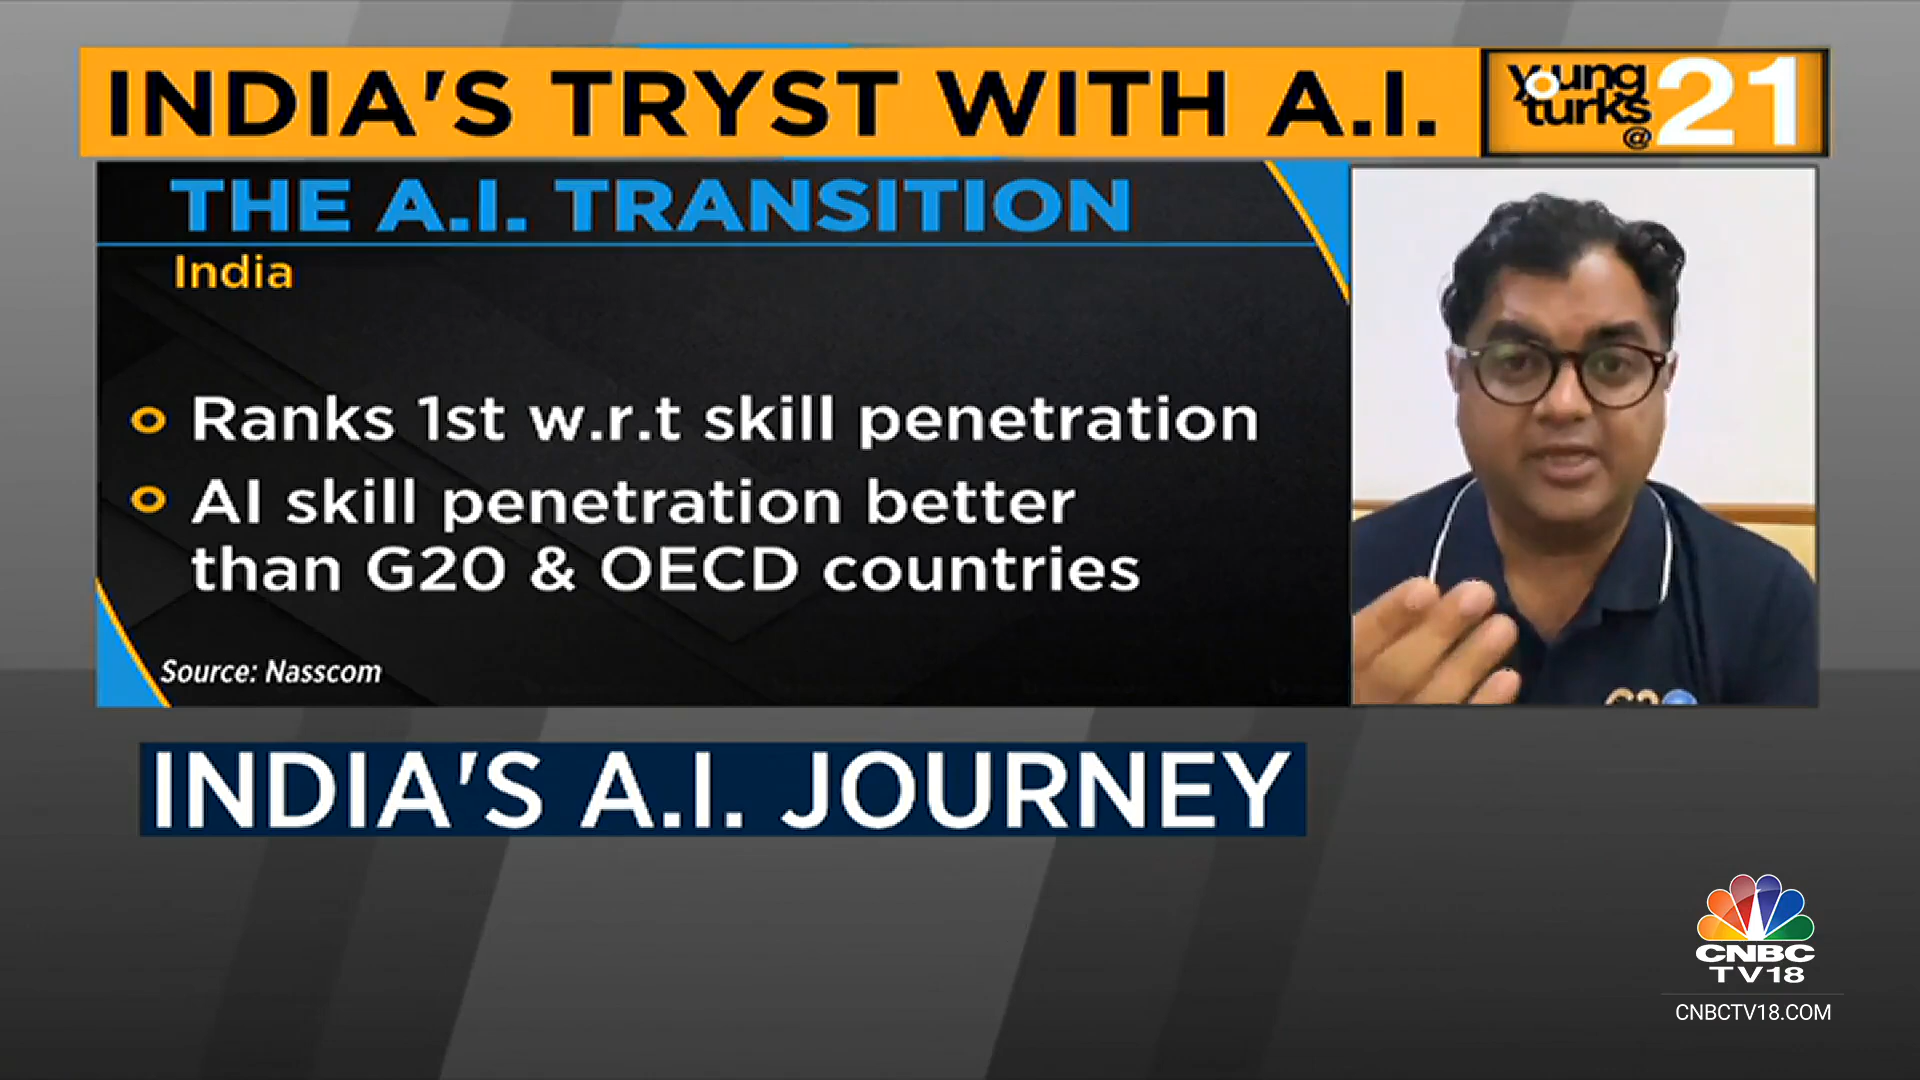 INDIA'S TRYST WITH A.I.
young
turks
@
21
THE A.I. TRANSITION
India
Ranks 1st w.r.t skill penetration
AI skill penetration better
than G20 & OECD countries
Source: Nasscom
INDIA'S A.I. JOURNEY
CNBC
TV18
CNBCTV18.COM